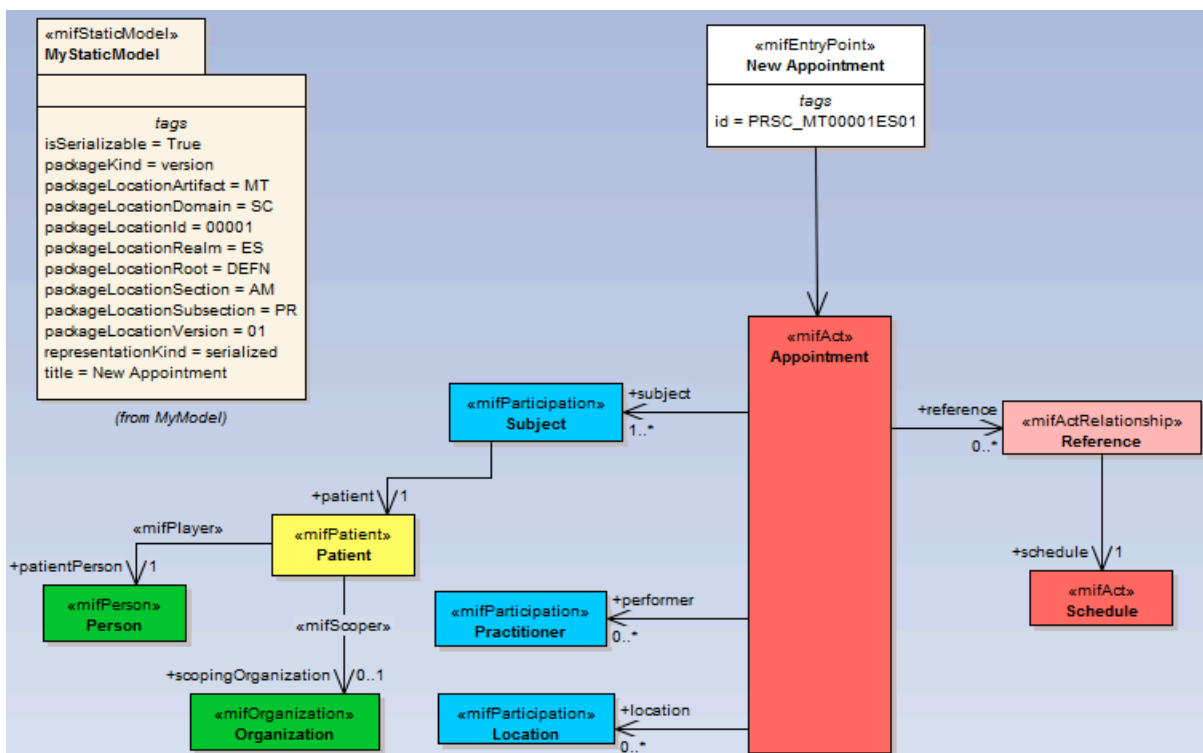 «mifStaticModel»
MyStaticModel
tags
isSerializable = True
packageKind = version
packageLocationArtifact = MT
packageLocationDomain = SC
packageLocationId = 00001
packageLocationRealm = ES
packageLocationRoot = DEFN
packageLocationSection = AM
packageLocationSubsection = PR
packageLocationVersion = 01
representationKind = serialized
title = New Appointment
(from MyModel)
«mifEntryPoint»
New Appointment
tags
id = PRSC_MT00001ES01
«mifAct»
Appointment
+subject
1..*
«mifParticipation»
Subject
+reference
0..*
«mifActRelationship»
Reference
+patient
1
«mifPlayer»
«mifPatient»
Patient
+patientPerson
1
«mifPerson»
Person
«mifScoper»
+scopingOrganization
0..1
«mifOrganization»
Organization
+performer
0..*
«mifParticipation»
Practitioner
+location
0..*
«mifParticipation»
Location
+schedule
1
«mifAct»
Schedule